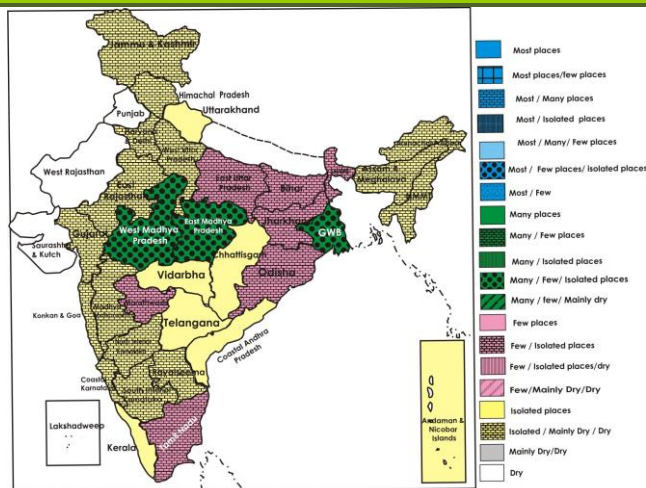 Jammu & Kashmir
Himachal Pradesh
Punjab
Uttarakhand
West Rajasthan
East
Rajasthan
East Uttar
Pradesh
Bihar
Assam &
Meghalaya
Gujarat
Saurashtra
& Kutch
West Madhya
Pradesh
East Madhya
Pradesh
GWB
Chhattisgarh
Vidarbha
Odisha
Konkan & Goa
Telangana
Coastal Andhra
Pradesh
Rayalseema
Coastal
Karnataka
Lakshadweep
Kerala
Tamil Nadu
Andaman
& Nicobar
Islands
Most places
Most places/few places
Most / Many places
Most / Isolated places
Most / Many/ Few places
Most / Few places/ isolated places
Most / Few
Many places
Many / Few places
Many / Isolated places
Many / Few/ Isolated places
Many / few/ Mainly dry
Few places
Few / Isolated places
Few / Isolated places/dry
Few/Mainly Dry/Dry
Isolated places
Isolated / Mainly Dry / Dry
Mainly Dry/Dry
Dry